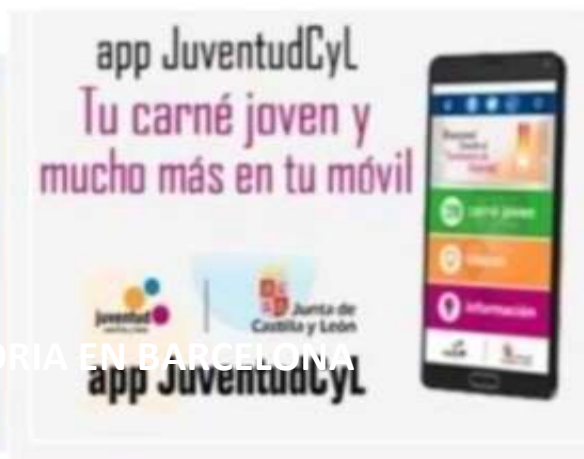 app JuventudCyL
Tu carné joven y
mucho más en tu móvil
carné joven
información
juventud
Junta de
Castilla y León
ORIA EN BARCELONA
app JuventudCyL